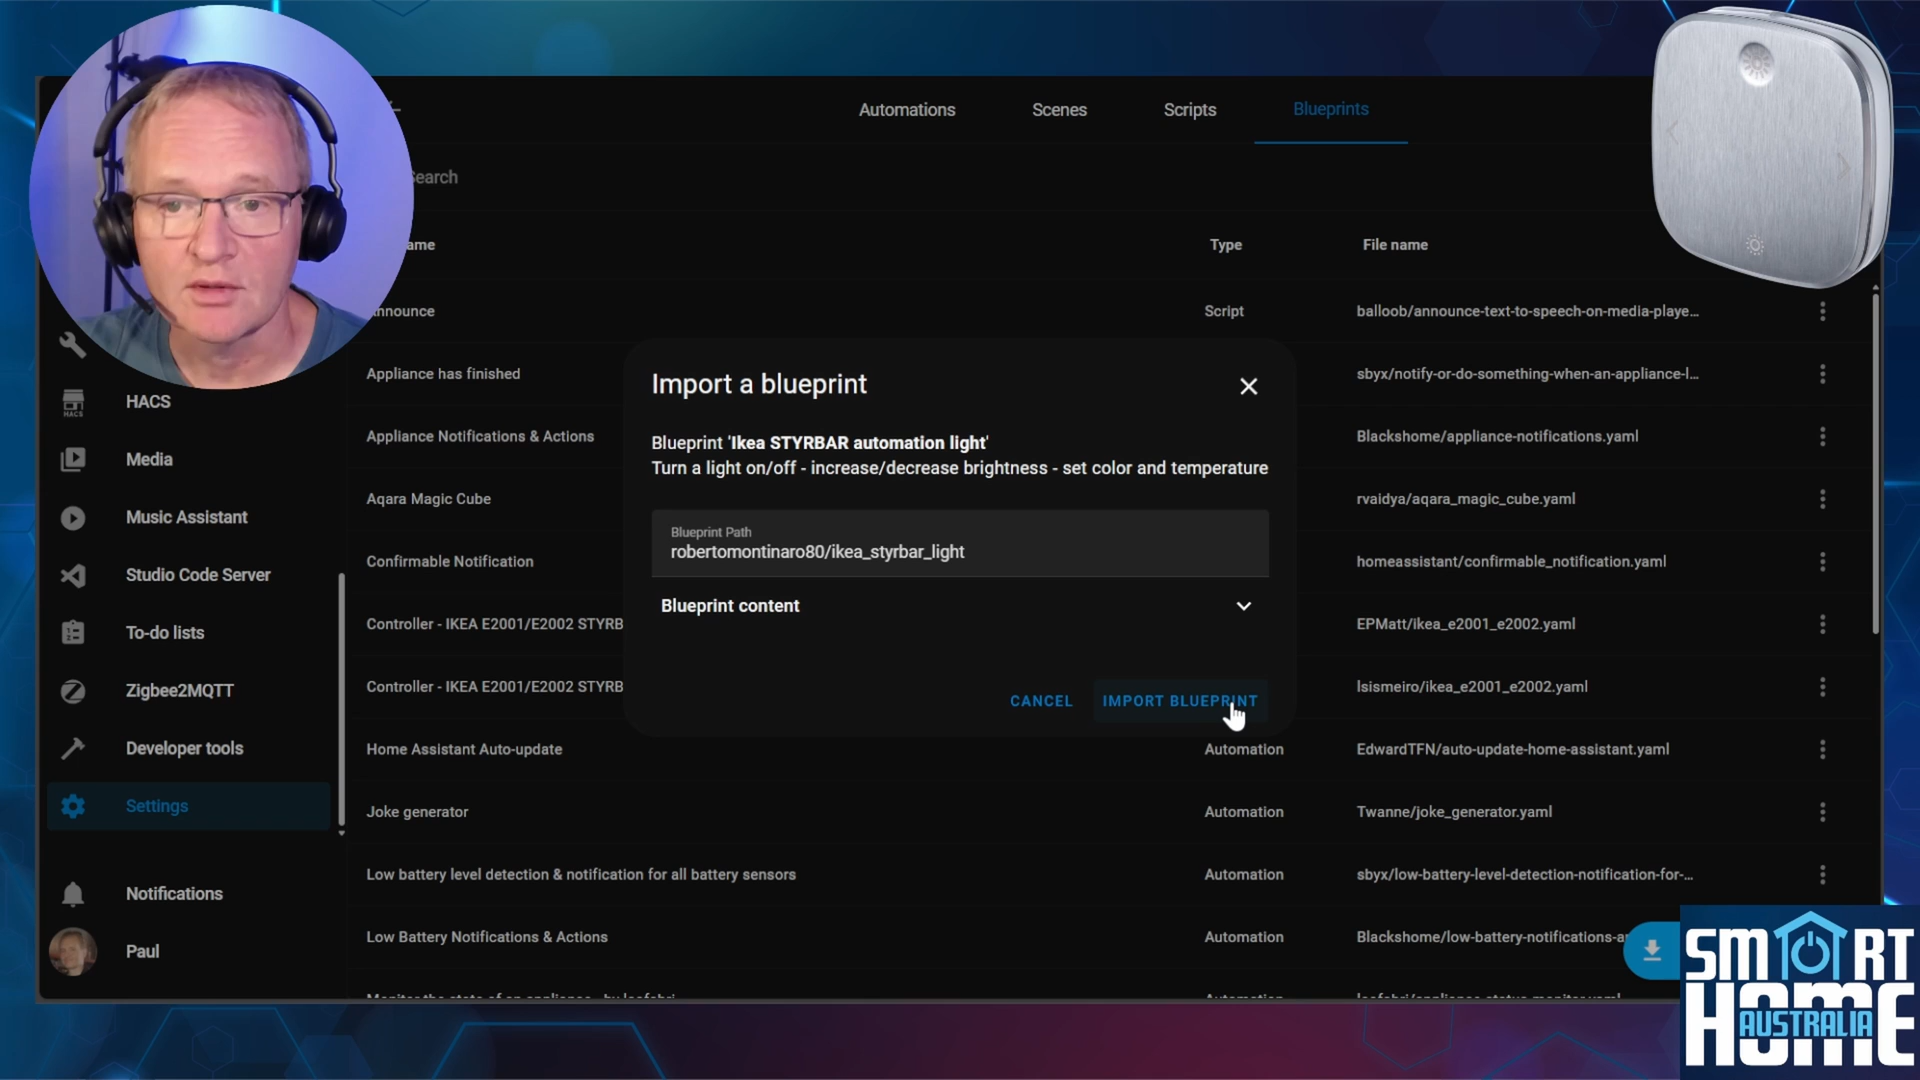 Automations
Scenes
Scripts
Blueprints
Search
Type
File name
Script
balloob/announce-text-to-speech-on-media-playe...
Appliance has finished
sbyx/notify-or-do-something-when-an-appliance-l...
Appliance Notifications & Actions
Blackshome/appliance-notifications.yaml
Aqara Magic Cube
rvaidya/aqara_magic_cube.yaml
Confirmable Notification
homeassistant/confirmable_notification.yaml
Controller - IKEA E2001/E2002 STYRB
EPMatt/ikea_e2001_e2002.yaml
Controller - IKEA E2001/E2002 STYRB
lsismeiro/ikea_e2001_e2002.yaml
Home Assistant Auto-update
Automation
EdwardTFN/auto-update-home-assistant.yaml
Joke generator
Automation
Twanne/joke_generator.yaml
Low battery level detection & notification for all battery sensors
Automation
sbyx/low-battery-level-detection-notification-for-...
Low Battery Notifications & Actions
Automation
Blackshome/low-battery-notifications-a
Import a blueprint
Blueprint 'Ikea STYRBAR automation light'
Turn a light on/off - increase/decrease brightness - set color and temperature
Blueprint Path
robertomontinaro80/ikea_styrbar_light
Blueprint content
CANCEL
IMPORT BLUEPRINT
HACS
HACS
Media
Music Assistant
Studio Code Server
To-do lists
Zigbee2MQTT
Developer tools
Settings
Notifications
Paul
SMART
HOME
AUSTRALIA